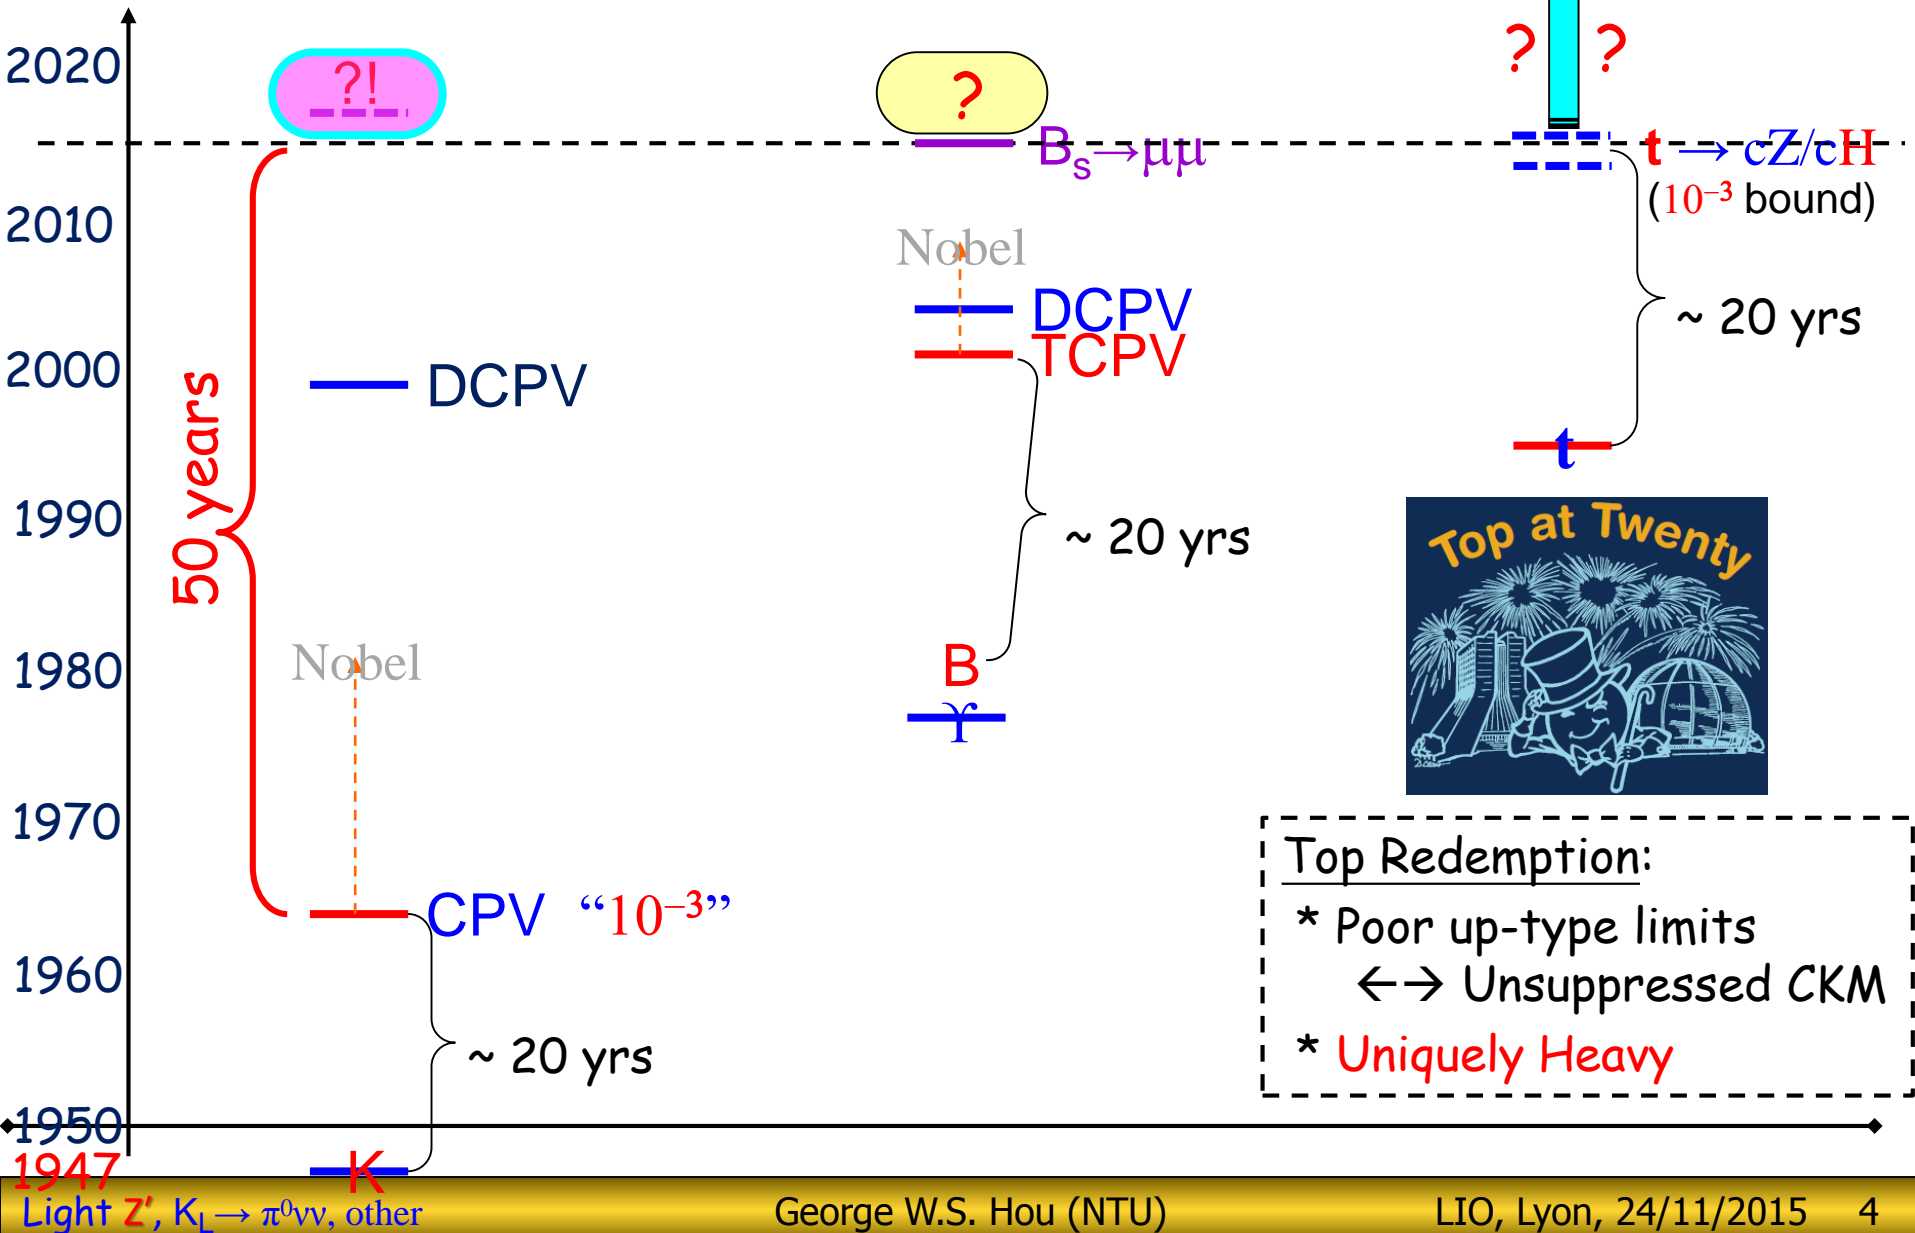 2020
?!
?
? ?
Bs→μμ
t → cZ/cH
(10⁻³ bound)
2010
Nobel
DCPV
TCPV
~ 20 yrs
2000
DCPV
50 years
t
1990
~ 20 yrs
Top at Twenty
Nobel
1980
B
ϒ
1970
Top Redemption:
* Poor up-type limits
←→ Unsuppressed CKM
* Uniquely Heavy
CPV “10⁻³”
1960
~ 20 yrs
1950
1947
K
Light Z′, K_L→ π⁰νν, other
George W.S. Hou (NTU)
LIO, Lyon, 24/11/2015 4